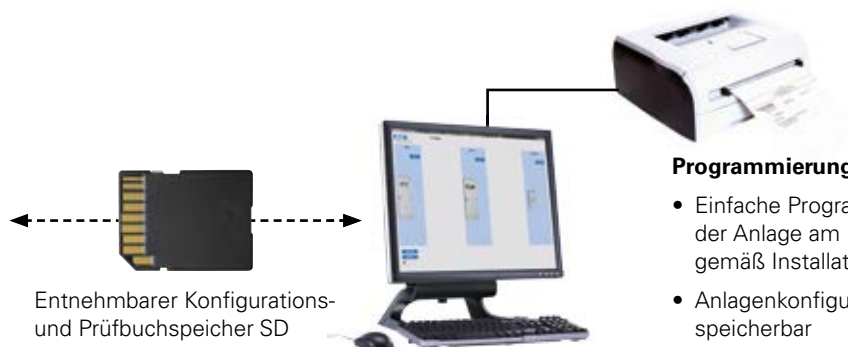 Entnehmbarer Konfigurations-
und Prüfbuchspeicher SD
Programmierung
• Einfache Progra
der Anlage am
gemäß Installat
• Anlagenkonfigu
speicherbar